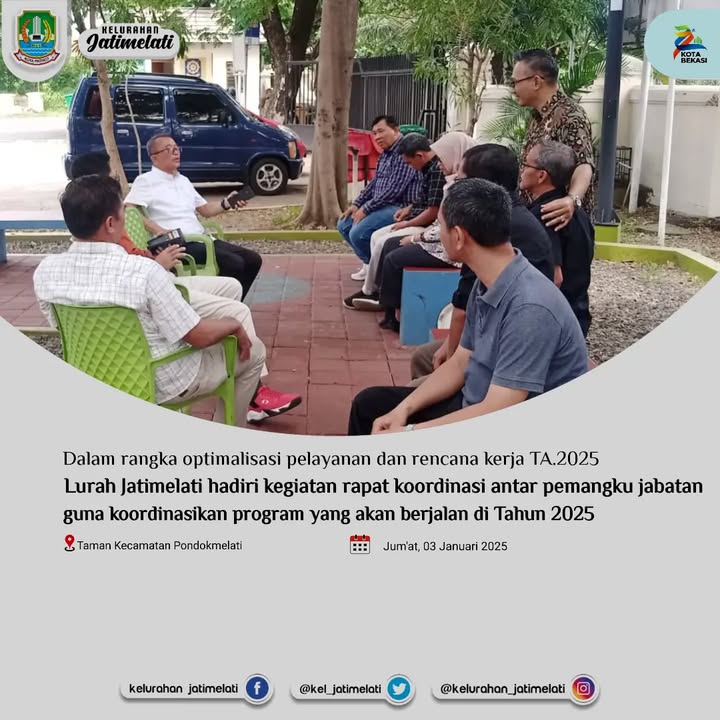 KELURAHAN
Jatimelati
KOTA
BEKASI
Dalam rangka optimalisasi pelayanan dan rencana kerja TA.2025
Lurah Jatimelati hadiri kegiatan rapat koordinasi antar pemangku jabatan
guna koordinasikan program yang akan berjalan di Tahun 2025
Taman Kecamatan Pondokmelati
Jum'at, 03 Januari 2025
kelurahan jatimelati
@kel_jatimelati
@kelurahan_jatimelati